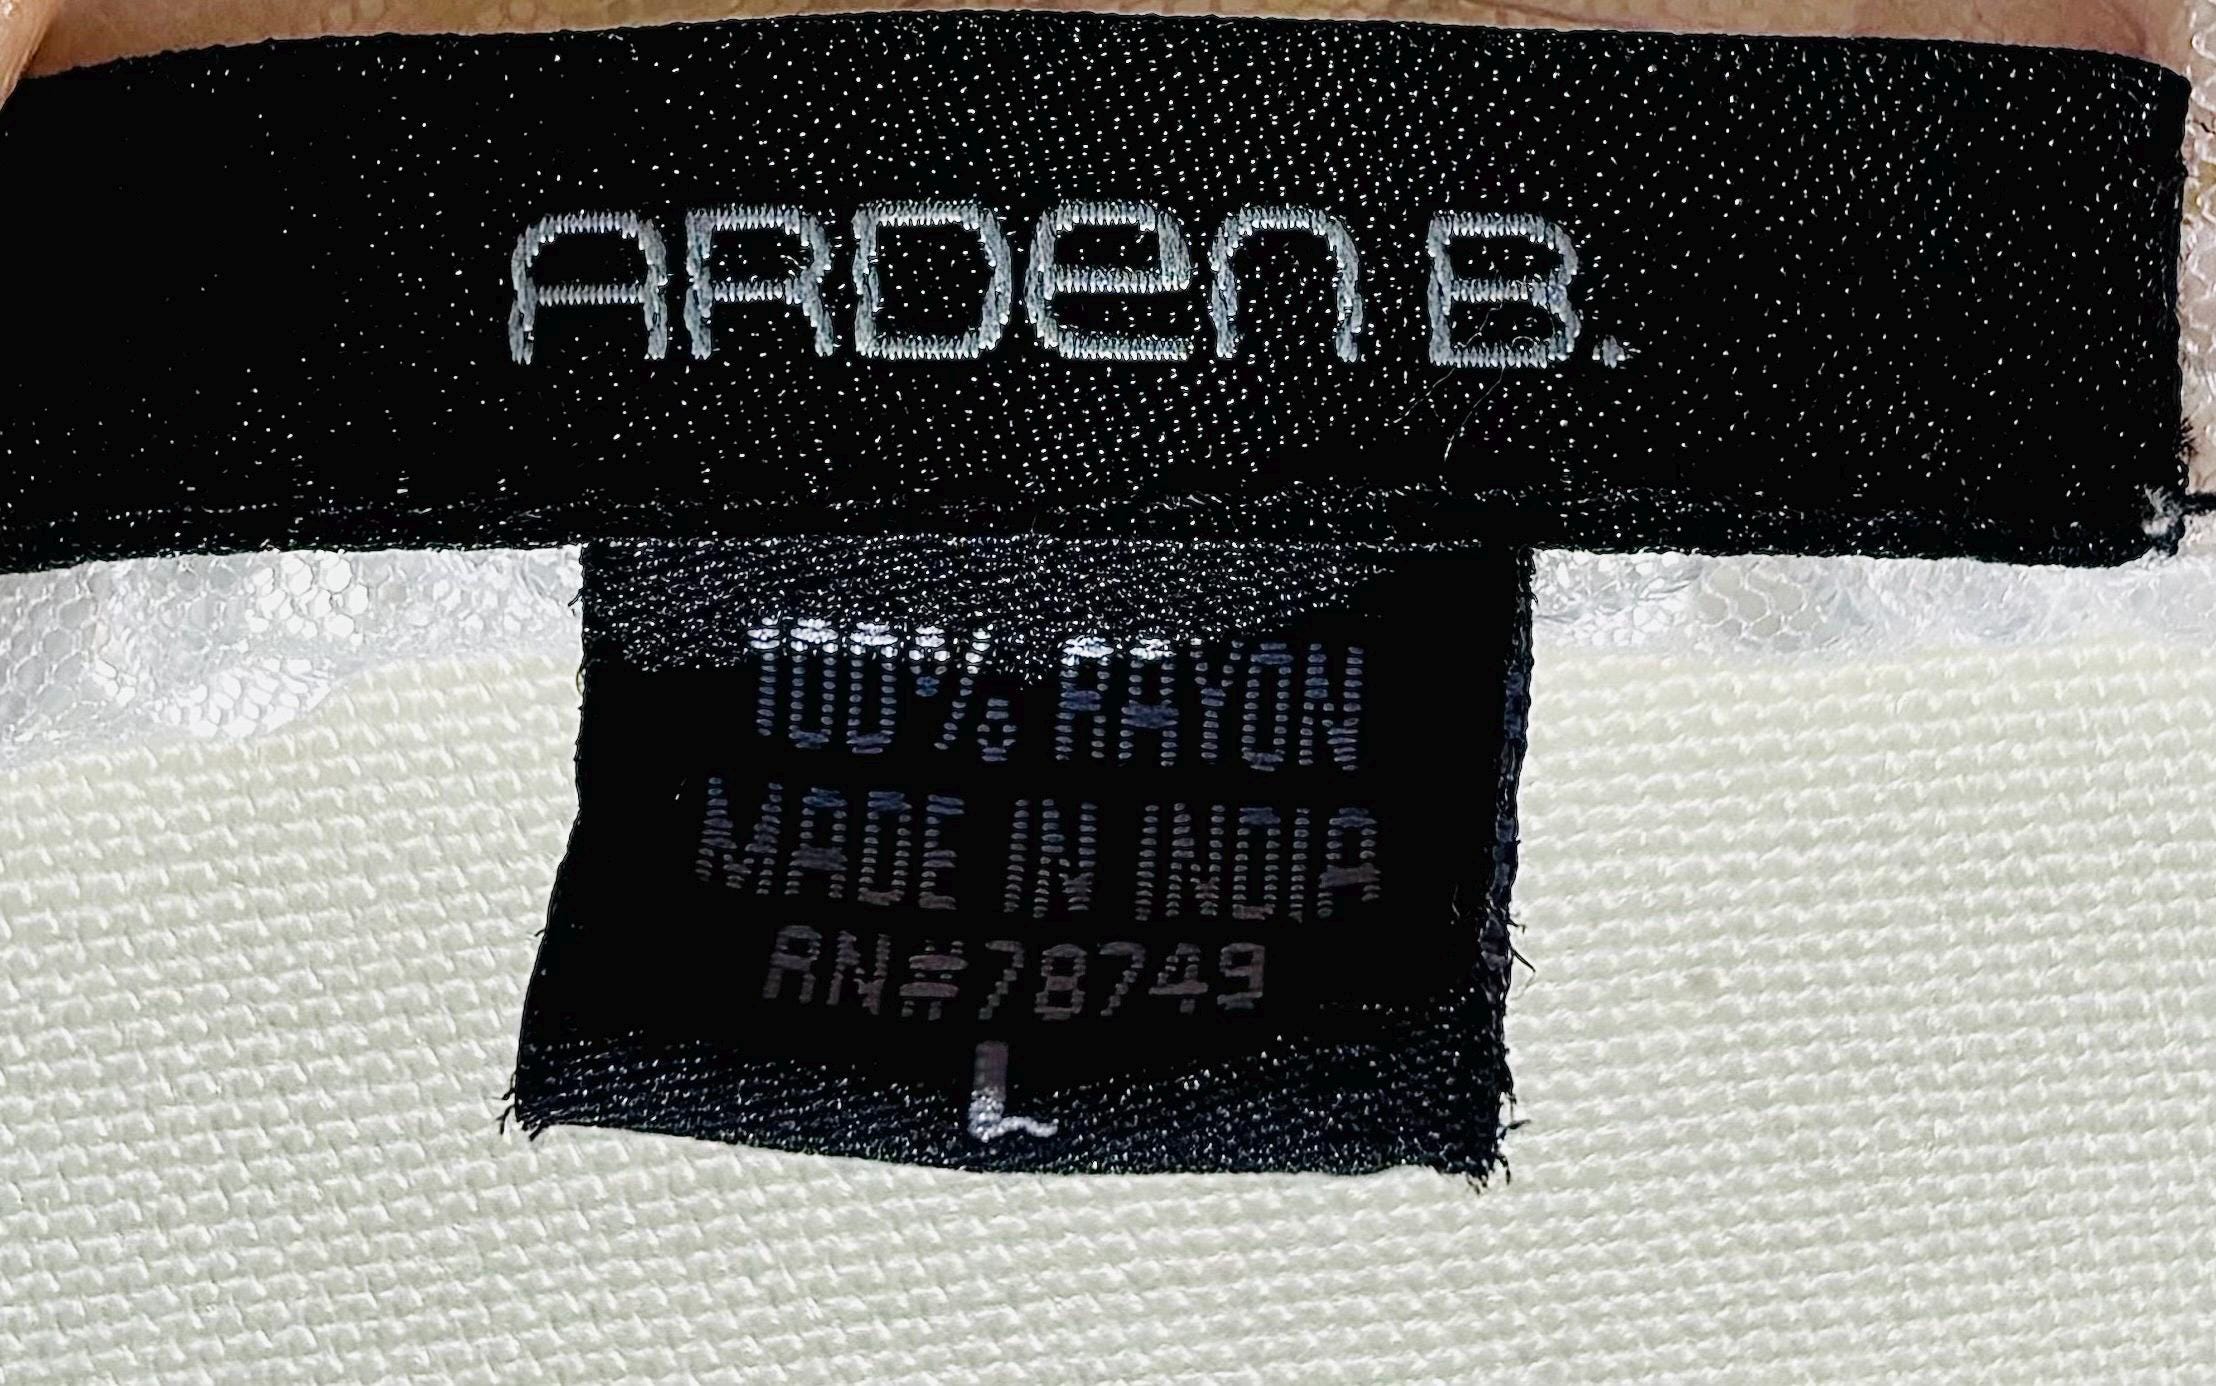 ARDen B.
100% RAYON
MADE IN INDIA
RN#78749
L